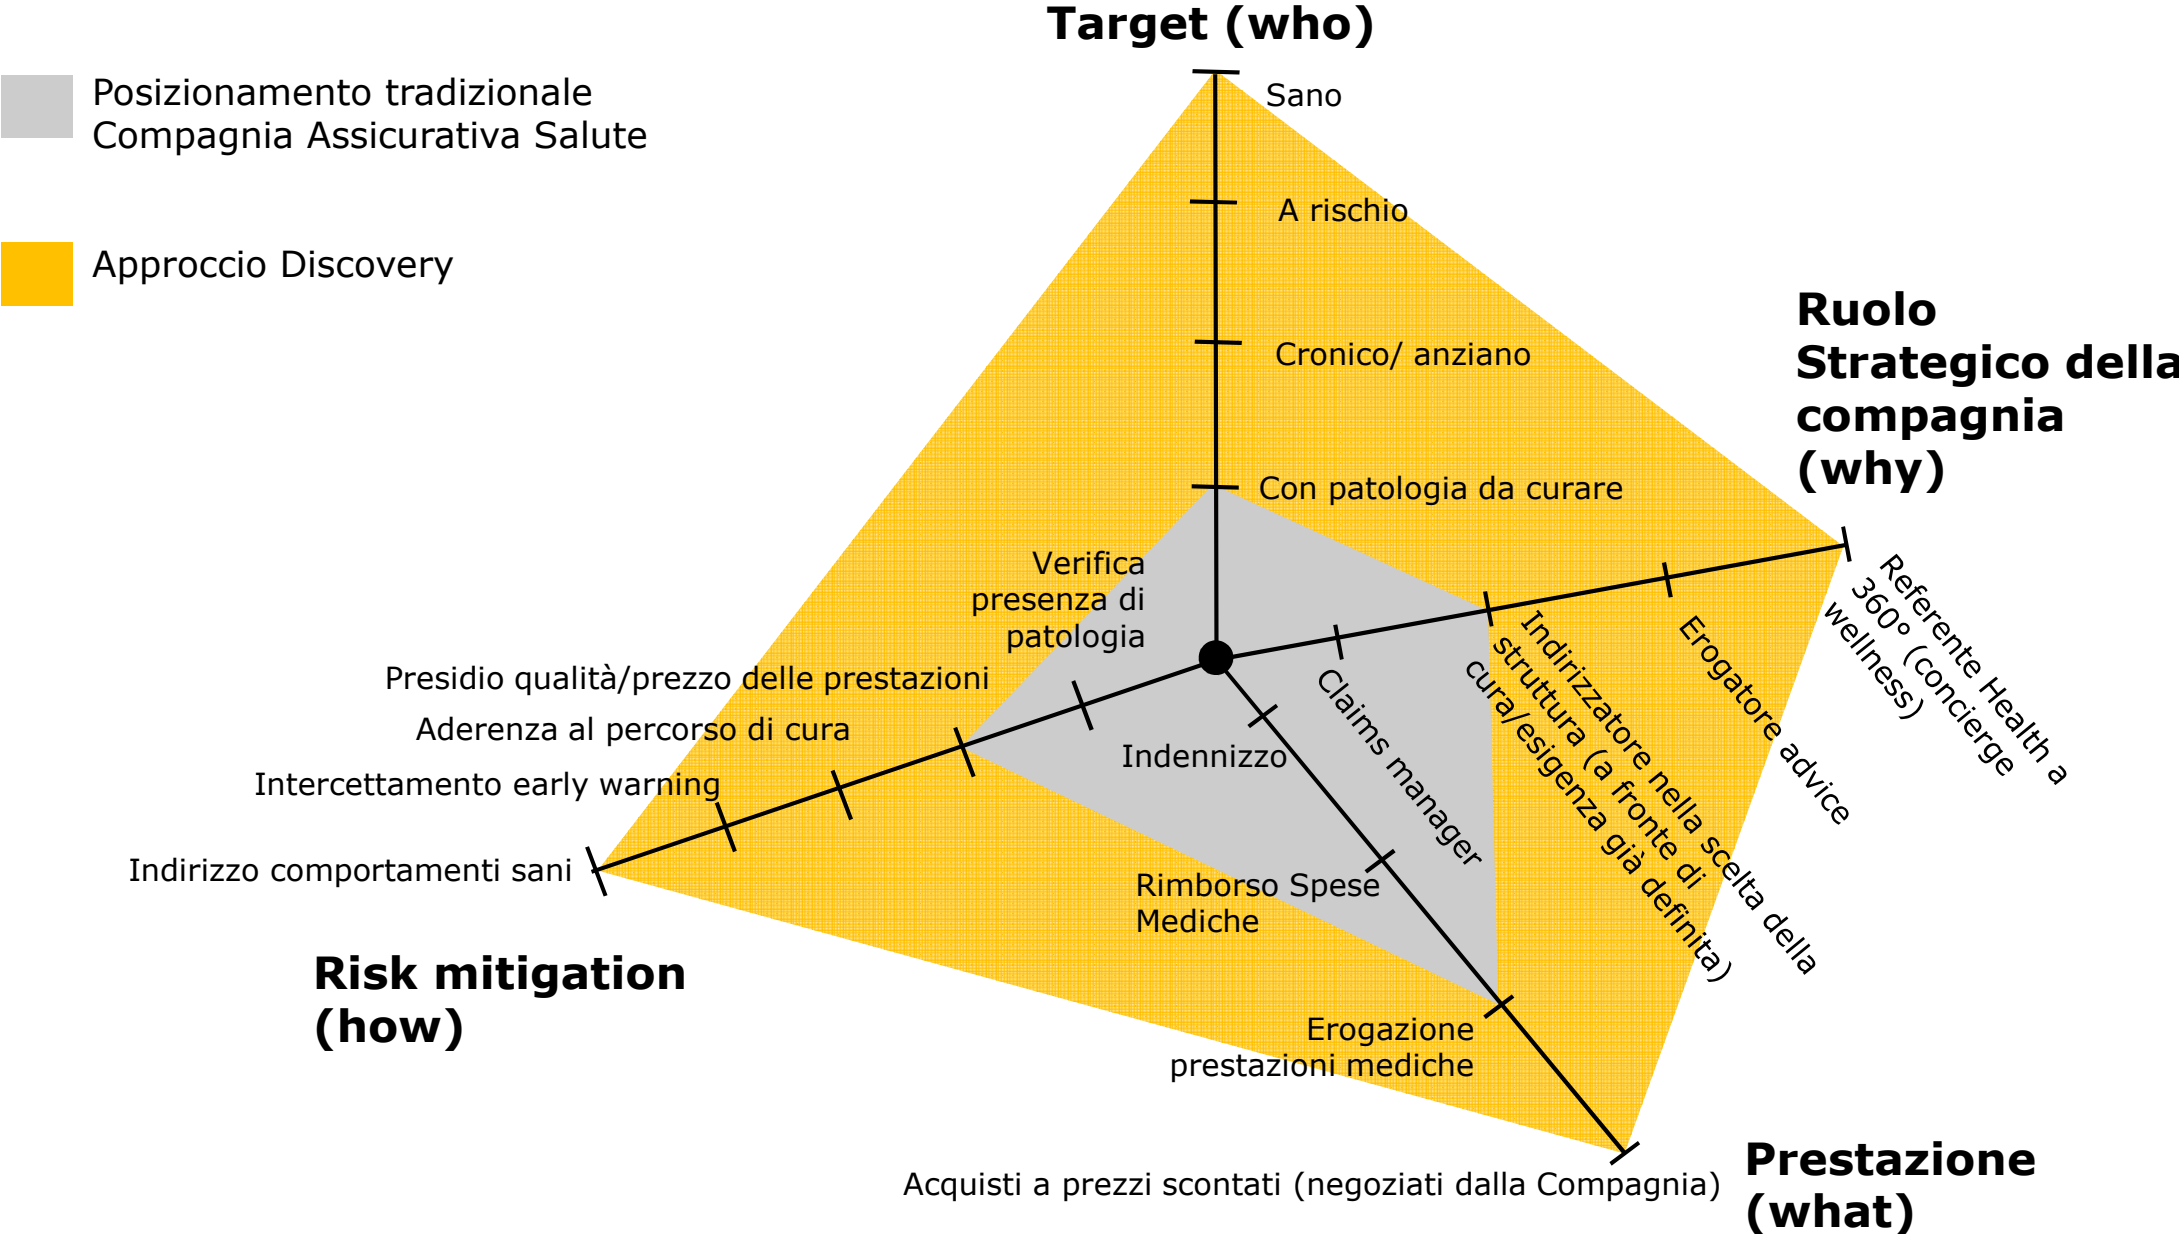 Target (who)
Posizionamento tradizionale
Compagnia Assicurativa Salute
Sano
A rischio
Approccio Discovery
Ruolo
Strategico della
compagnia
(why)
Cronico/ anziano
Con patologia da curare
Verifica
presenza di
patologia
Referente Health a
360° (concierge
wellness)
Erogatore advice
Indirizzatore nella scelta della
struttura (a fronte di
cura/esigenza già definita)
Claims manager
Presidio qualità/prezzo delle prestazioni
Aderenza al percorso di cura
Intercettamento early warning
Indirizzo comportamenti sani
Indennizzo
Rimborso Spese
Mediche
Risk mitigation
(how)
Erogazione
prestazioni mediche
Acquisti a prezzi scontati (negoziati dalla Compagnia)
Prestazione
(what)